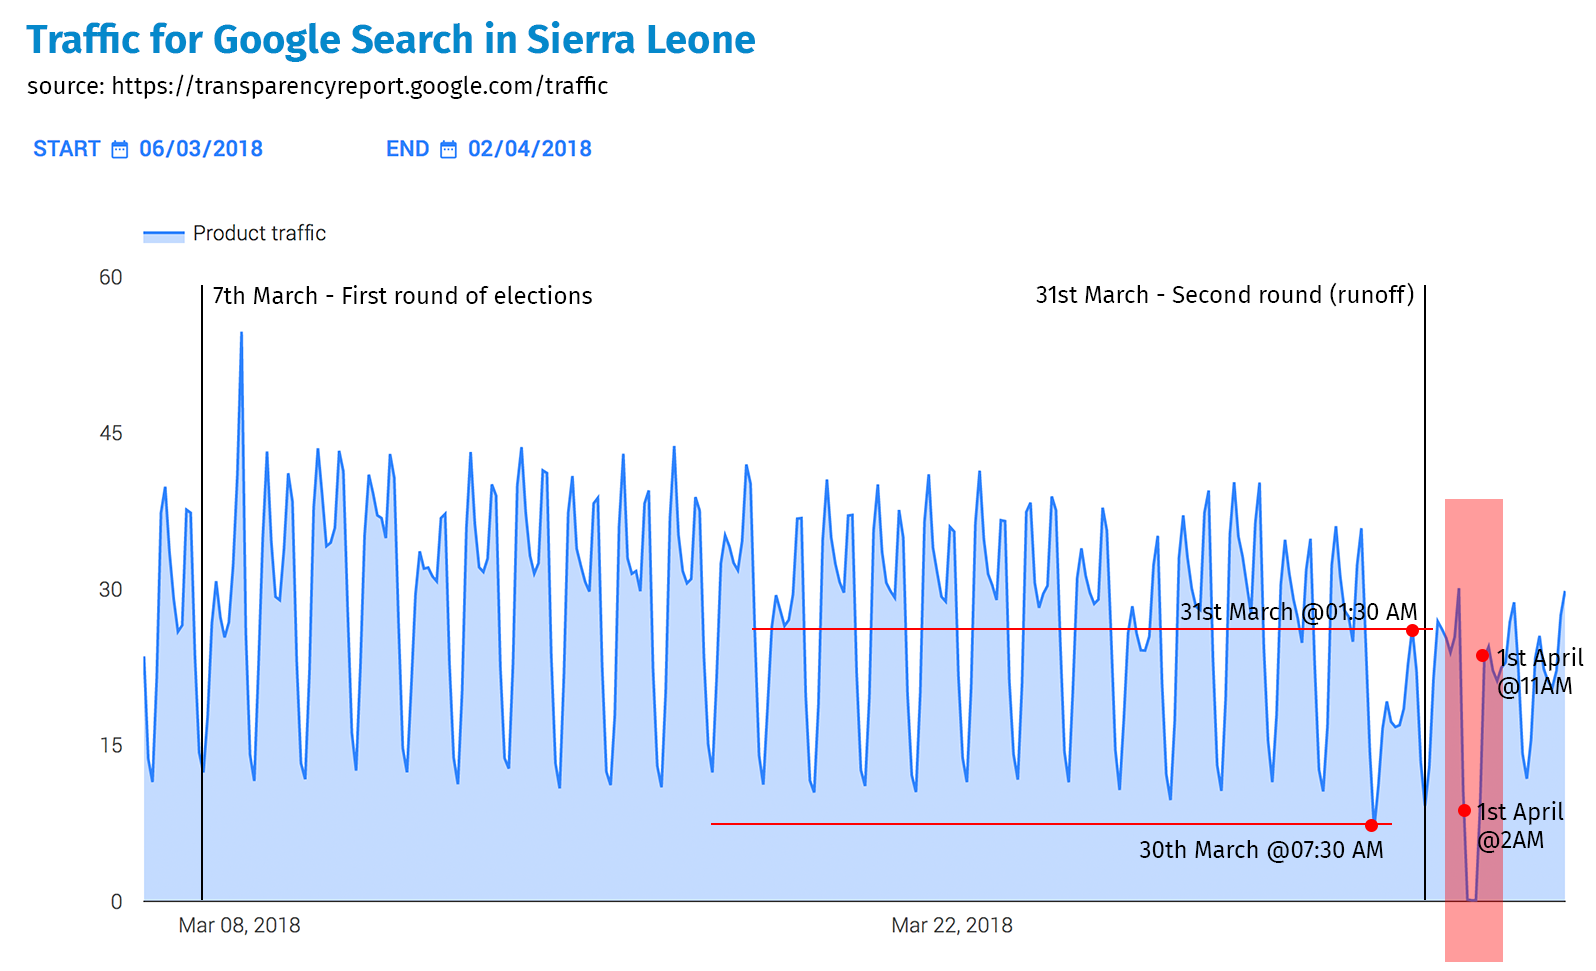 Traffic for Google Search in Sierra Leone
source: https://transparencyreport.google.com/traffic
START 06/03/2018 END 02/04/2018
Product traffic
60
7th March - First round of elections
31st March - Second round (runoff)
45
30
31st March @01:30 AM
1st April
@11AM
15
1st April
@2AM
30th March @07:30 AM
0
Mar 08, 2018
Mar 22, 2018